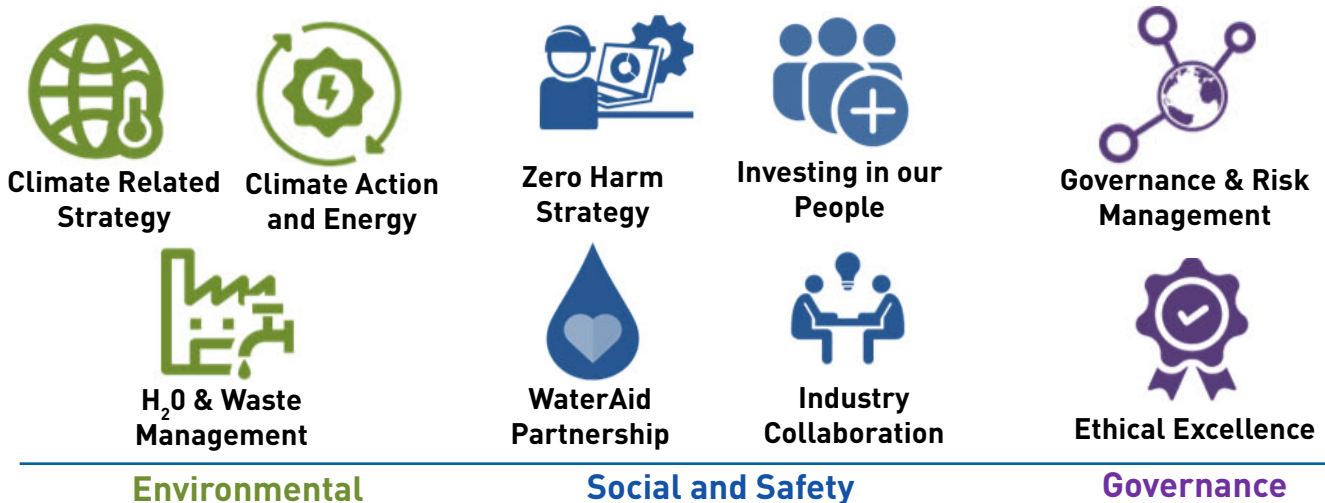 Climate Related
Strategy
Climate Action
and Energy
Zero Harm
Strategy
Investing in our
People
Governance & Risk
Management
H₂0 & Waste
Management
WaterAid
Partnership
Industry
Collaboration
Ethical Excellence
Environmental
Social and Safety
Governance